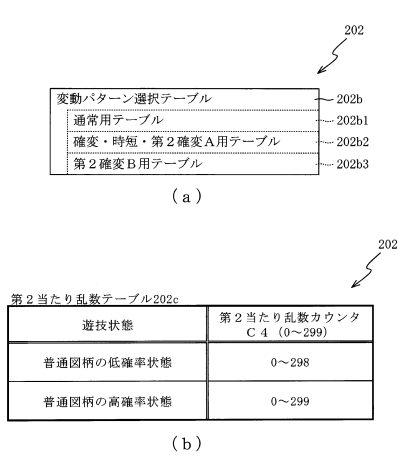 202
変動パターン選択テーブル
202b
通常用テーブル
202b1
確変・時短・第2確変A用テーブル
202b2
第2確変B用テーブル
202b3
(a)
202
第2当たり乱数テーブル202c
遊技状態
第2当たり乱数カウンタ
C4 (0~299)
普通図柄の低確率状態
0~298
普通図柄の高確率状態
0~299
(b)